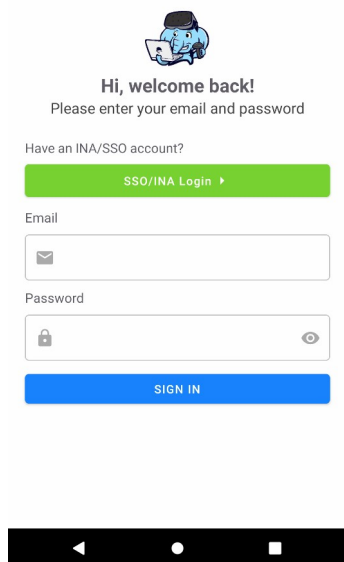 Hi, welcome back!
Please enter your email and password
Have an INA/SSO account?
SSO/INA Login
Email
Password
SIGN IN